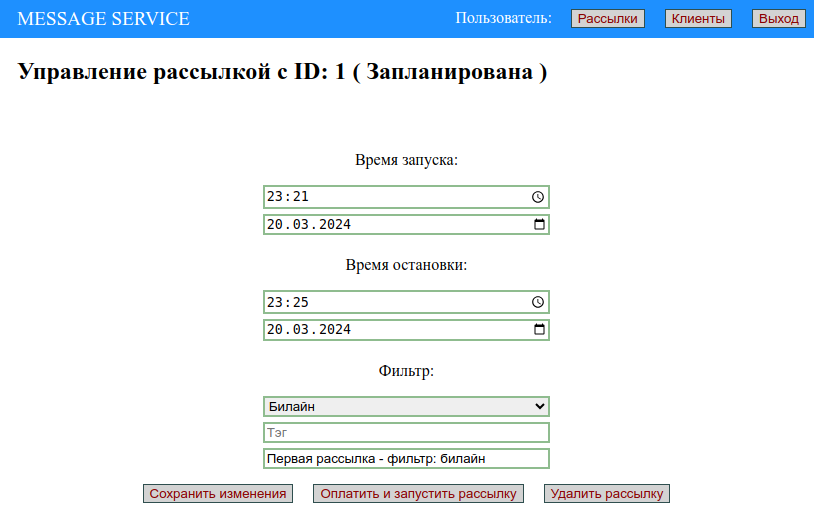 MESSAGE SERVICE Пользователь: Рассылки Клиенты Выход
Управление рассылкой с ID: 1 ( Запланирована )
Время запуска:
23:21
20.03.2024
Время остановки:
23:25
20.03.2024
Фильтр:
Билайн
Тэг
Первая рассылка - фильтр: билайн
Сохранить изменения Оплатить и запустить рассылку Удалить рассылку